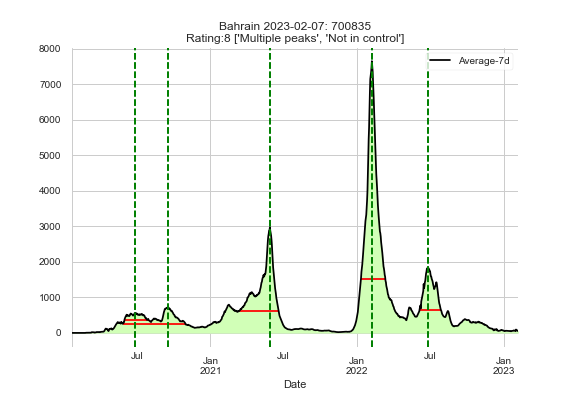 Bahrain 2023-02-07: 700835
Rating:8 ['Multiple peaks', 'Not in control']
Average-7d
8000
7000
6000
5000
4000
3000
2000
1000
0
Jul
Jan
2021
Jul
Jan
2022
Jul
Jan
2023
Date